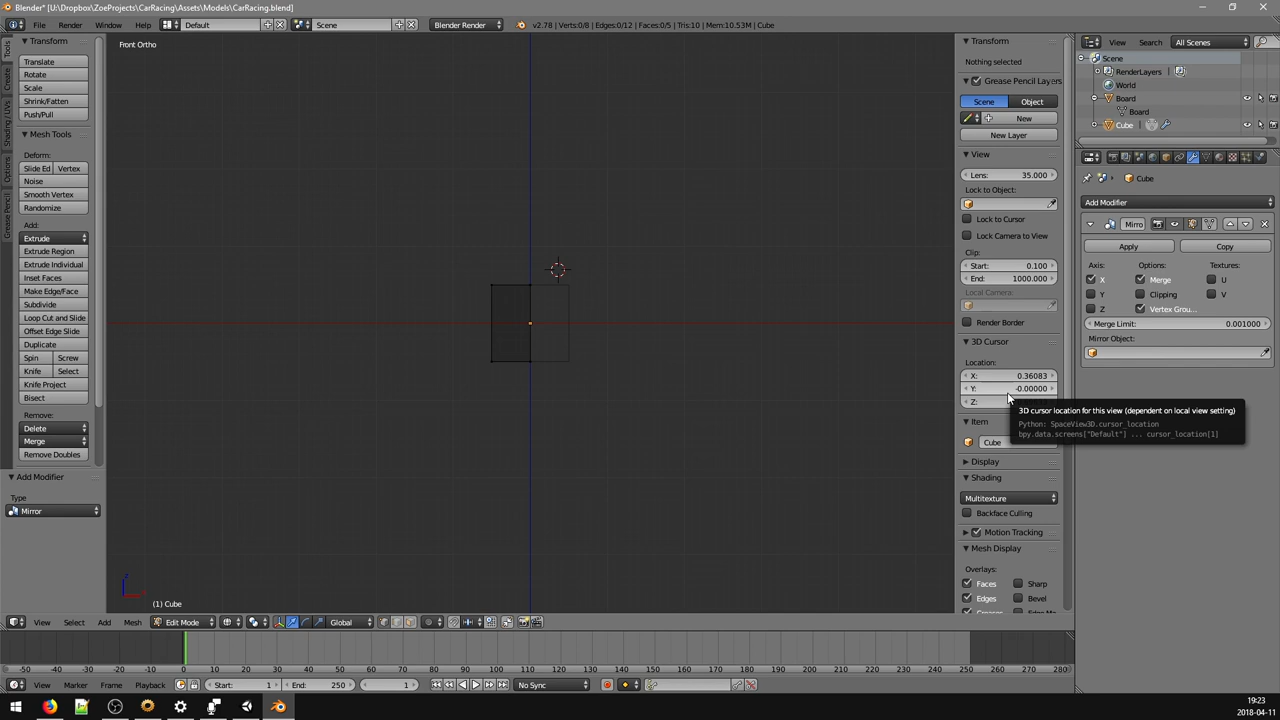 Blender* [U:\Dropbox\ZoeProjects\CarRacing\Assets\Models\CarRacing.blend]
File Render Window Help Default Scene Blender Render v2.78 | Verts:0/8 | Edges:0/12 | Faces:0/5 | Tris:10 | Mem:10.53M | Cube
View Search All Scenes
Tools
Create
Shading / UVs
Options
Grease Pencil
Transform
Translate
Rotate
Scale
Shrink/Fatten
Push/Pull
Mesh Tools
Deform:
Slide Ed Vertex
Noise
Smooth Vertex
Randomize
Add:
Extrude
Extrude Region
Extrude Individual
Inset Faces
Make Edge/Face
Subdivide
Loop Cut and Slide
Offset Edge Slide
Duplicate
Spin Screw
Knife Select
Knife Project
Bisect
Remove:
Delete
Merge
Remove Doubles
Add Modifier
Type
Mirror
Front Ortho
z
(1) Cube
Transform
Nothing selected
Grease Pencil Layers
Scene Object
New
New Layer
View
Lens: 35.000
Lock to Object:
Lock to Cursor
Lock Camera to View
Clip:
Start: 0.100
End: 1000.000
Local Camera:
Render Border
3D Cursor
Location:
X: 0.36083
Y: -0.00000
Z:
3D cursor location for this view (dependent on local view setting)
Python: SpaceView3D.cursor_location
bpy.data.screens["Default"] ... cursor_location[1]
Item
Cube
Display
Shading
Multitexture
Backface Culling
Motion Tracking
Mesh Display
Overlays:
Faces Sharp
Edges Bevel
Scene
RenderLayers
World
Board
Board
Cube
Cube
Add Modifier
Mirro
Apply Copy
Axis: Options: Textures:
X Merge U
Y Clipping V
Z Vertex Grou...
Merge Limit: 0.001000
Mirror Object:
View Select Add Mesh Edit Mode Global
-50 -40 -30 -20 -10 0 10 20 30 40 50 60 70 80 90 100 110 120 130 140 150 160 170 180 190 200 210 220 230 240 250 260 270 280
View Marker Frame Playback Start: 1 End: 250 1 No Sync
19:23
2018-04-11